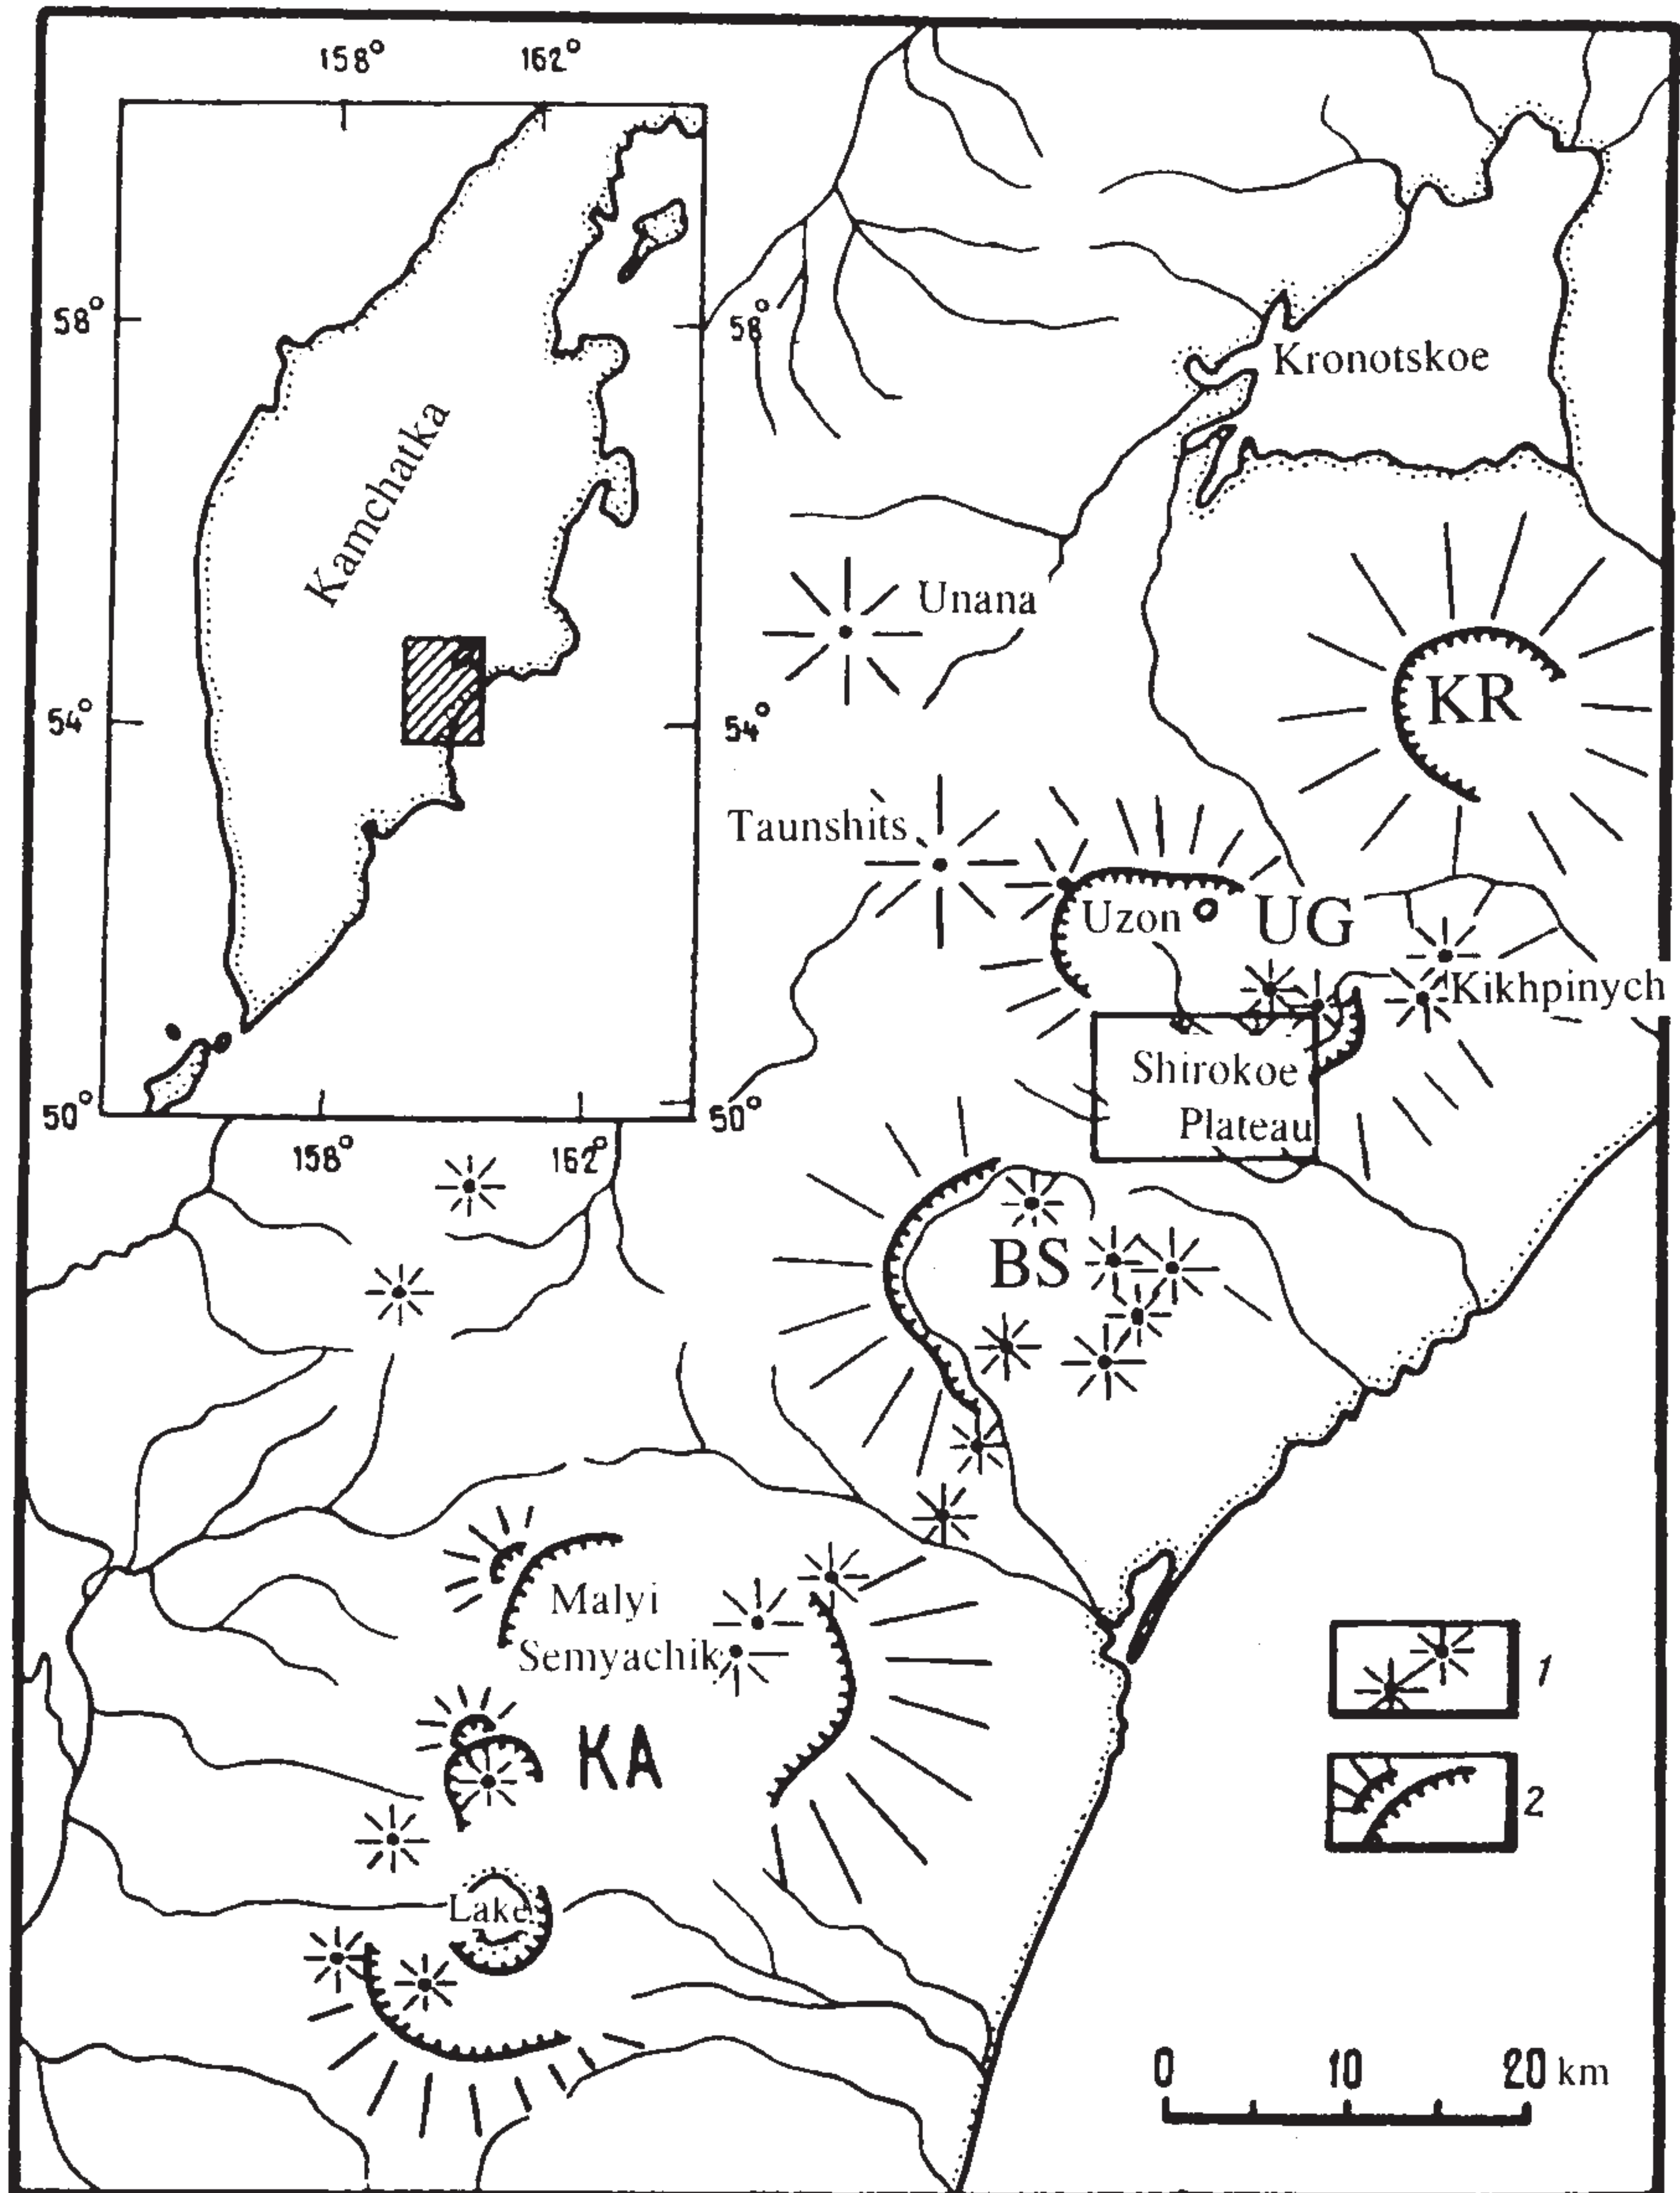 158° 162°
58°
58°
Kronotskoe
Kamchatka
Unana
KR
54°
54°
Taunshits
Uzon
UG
Kikhpinych
Shirokoe
Plateau
50°
50°
158° 162°
BS
Malyi
Semyachik
1
KA
2
Lake
0 10 20 km